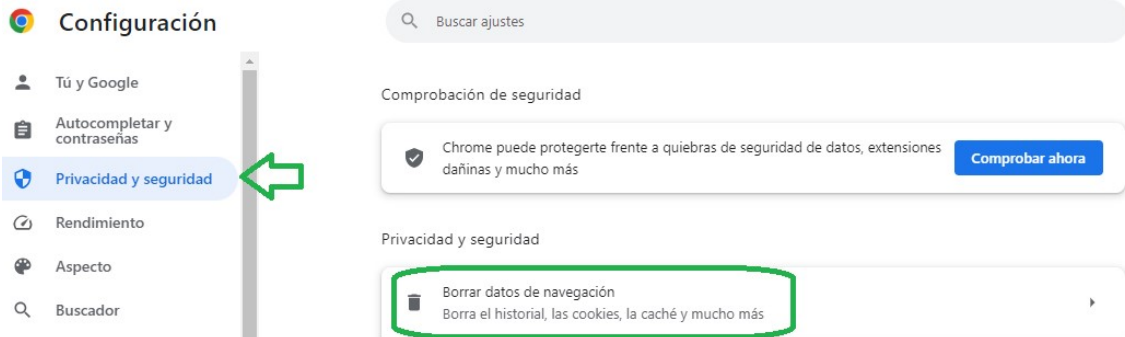 Configuración
Buscar ajustes
Tú y Google
Autocompletar y
contraseñas
Privacidad y seguridad
Rendimiento
Aspecto
Buscador
Comprobación de seguridad
Chrome puede protegerte frente a quiebras de seguridad de datos, extensiones
dañinas y mucho más
Comprobar ahora
Privacidad y seguridad
Borrar datos de navegación
Borra el historial, las cookies, la caché y mucho más